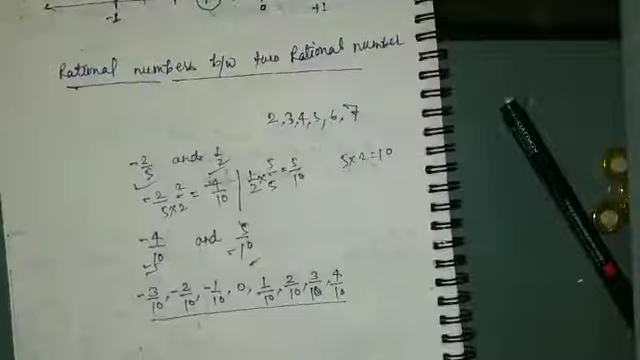 -1 0 +1
Rational numbers b/w two Rational number
2,3,4,5,6,7
-2/5 and 1/2 5x2=10
-2/5 x 2/2 = -4/10 | 1/2 x 5/5 = 5/10
-4/10 and 5/10
-3/10, -2/10, -1/10, 0, 1/10, 2/10, 3/10, 4/10